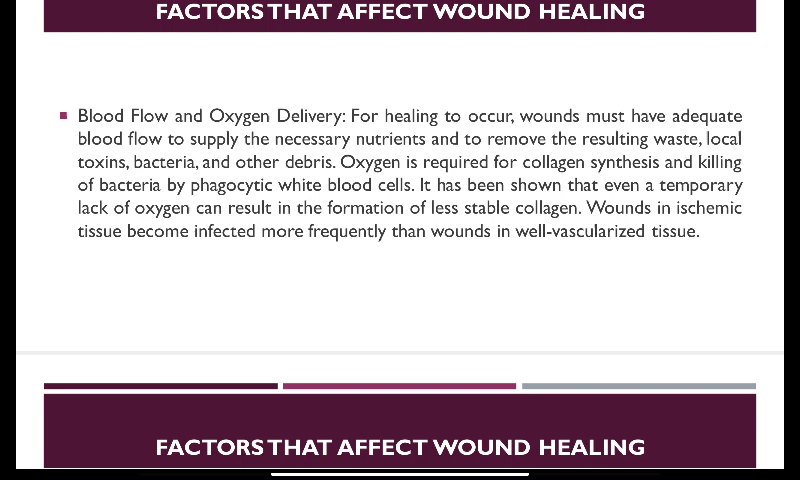 FACTORS THAT AFFECT WOUND HEALING
Blood Flow and Oxygen Delivery: For healing to occur, wounds must have adequate
blood flow to supply the necessary nutrients and to remove the resulting waste, local
toxins, bacteria, and other debris. Oxygen is required for collagen synthesis and killing
of bacteria by phagocytic white blood cells. It has been shown that even a temporary
lack of oxygen can result in the formation of less stable collagen. Wounds in ischemic
tissue become infected more frequently than wounds in well-vascularized tissue.
FACTORS THAT AFFECT WOUND HEALING